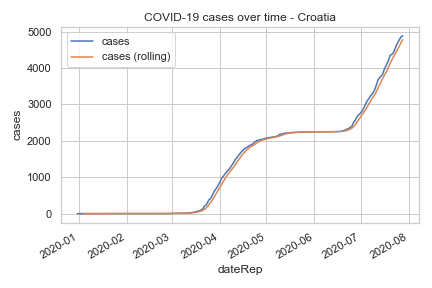 COVID-19 cases over time - Croatia
cases
cases (rolling)
cases
5000
4000
3000
2000
1000
0
2020-01
2020-02
2020-03
2020-04
2020-05
2020-06
2020-07
2020-08
dateRep